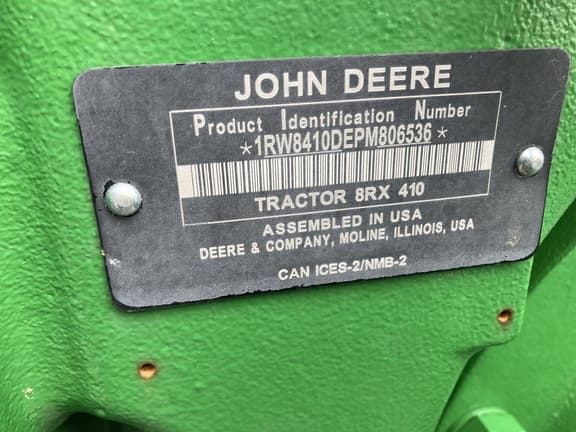 JOHN DEERE
Product Identification Number
*1RW8410DEPM806536*
TRACTOR 8RX 410
ASSEMBLED IN USA
DEERE & COMPANY, MOLINE, ILLINOIS, USA
CAN ICES-2/NMB-2